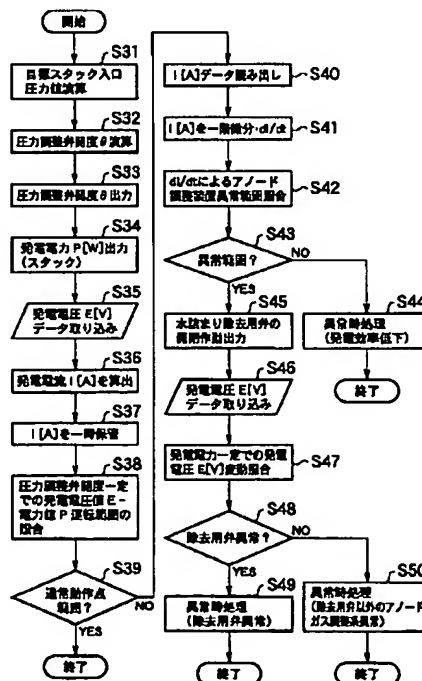 開始
S31
目標スタック入口
圧力値演算
S32
圧力調整弁開度θ演算
S33
圧力調整弁開度θ出力
S34
発電電力 P[W]出力
(スタック)
S35
発電電圧 E[V]
データ取り込み
S36
発電電流 I[A]を算出
S37
I[A]を一時保管
S38
圧力調整弁開度一定
での発電電圧値 E-
電力値 P 運転範囲の
照合
S39
通常動作点
範囲?
NO
YES
終了
S40
I[A]データ読み出し
S41
I[A]を一階微分・dI/dt
S42
dI/dtによるアノード
調整装置異常範囲照合
S43
異常範囲?
NO
YES
S44
異常時処理
(発電効率低下)
終了
S45
水詰まり除去用弁の
開閉作動出力
S46
発電電圧 E[V]
データ取り込み
S47
発電電力一定での発電
電圧 E[V]変動照合
S48
除去用弁異常?
NO
YES
S49
異常時処理
(除去用弁異常)
終了
S50
異常時処理
(除去用弁以外のアノード
ガス調整系異常)
終了